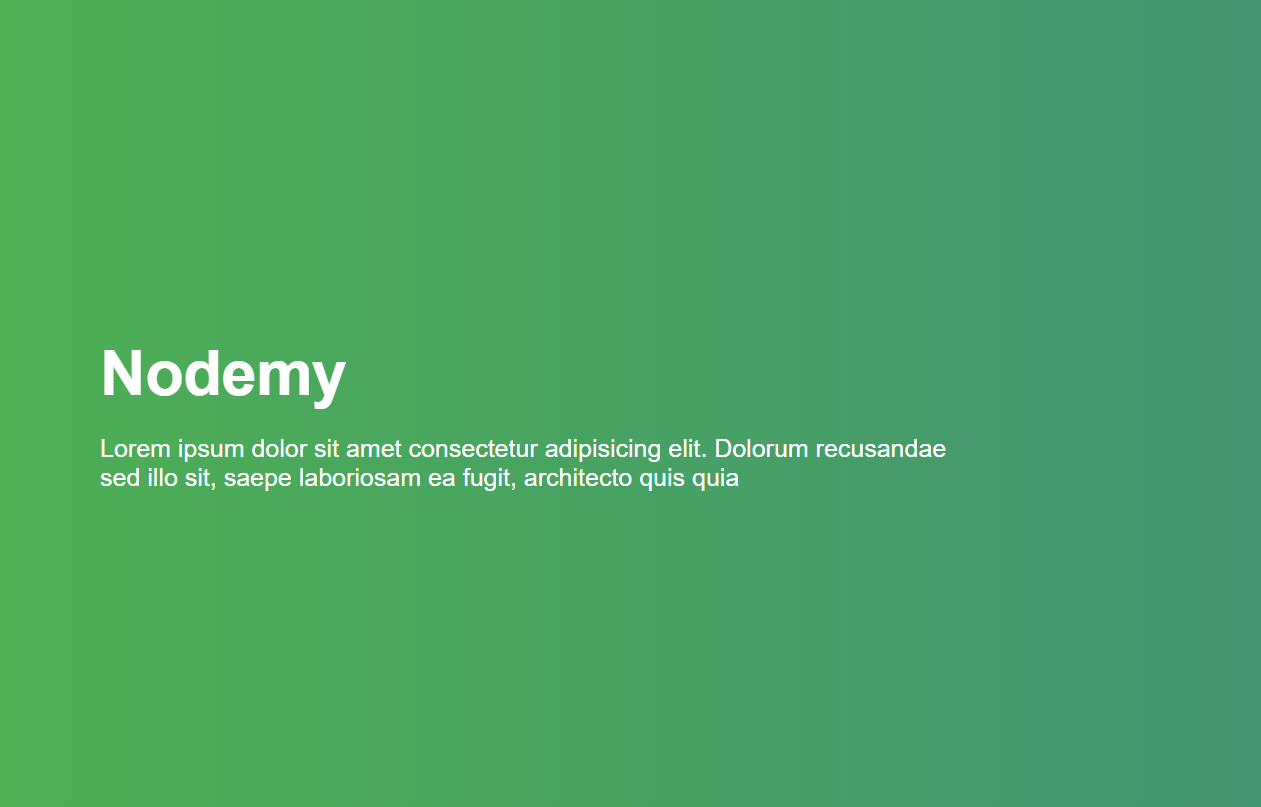 Nodemy
Lorem ipsum dolor sit amet consectetur adipisicing elit. Dolorum recusandae
sed illo sit, saepe laboriosam ea fugit, architecto quis quia